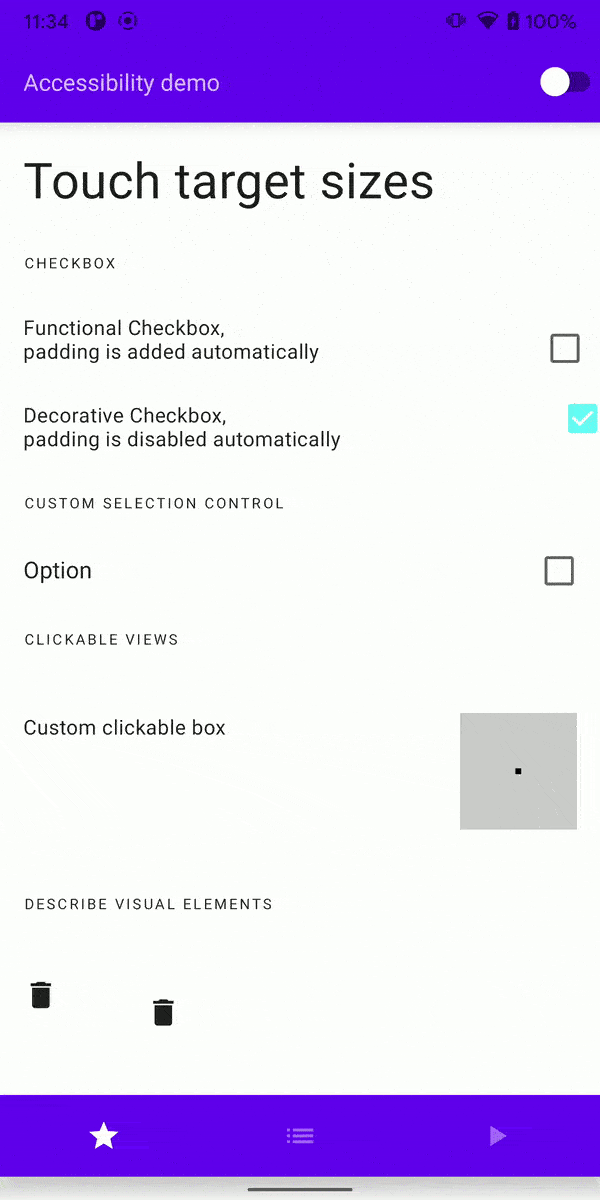 11:34
100%
Accessibility demo
Touch target sizes
CHECKBOX
Functional Checkbox,
padding is added automatically
Decorative Checkbox,
padding is disabled automatically
CUSTOM SELECTION CONTROL
Option
CLICKABLE VIEWS
Custom clickable box
DESCRIBE VISUAL ELEMENTS